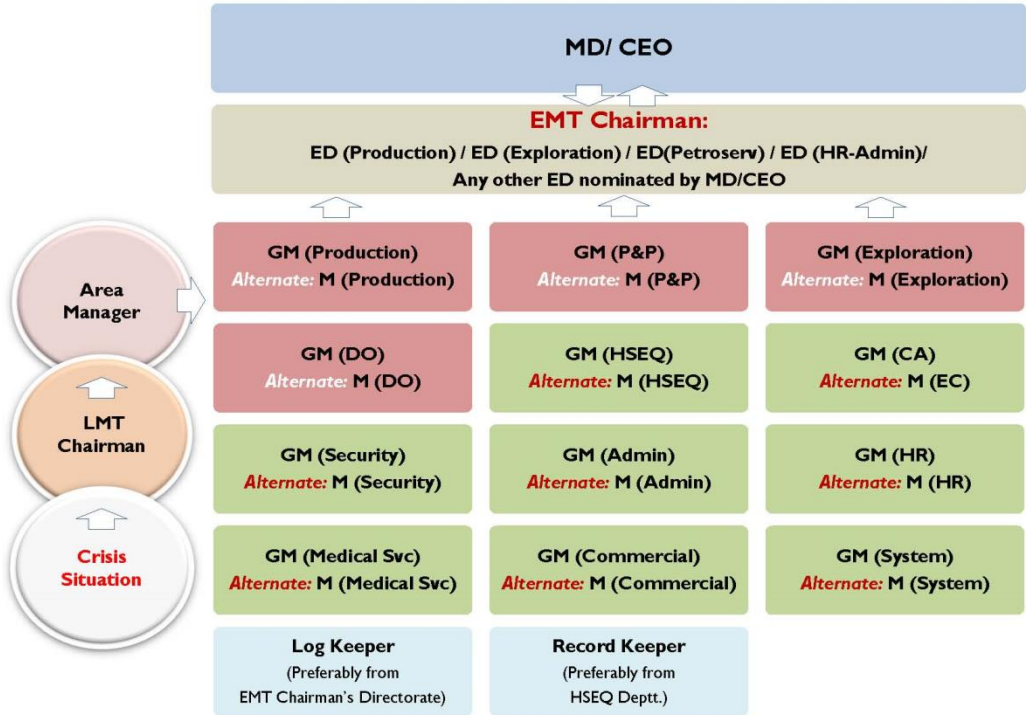 MD/ CEO
EMT Chairman:
ED (Production) / ED (Exploration) / ED(Petroserv) / ED (HR-Admin)/
Any other ED nominated by MD/CEO
Area
Manager
LMT
Chairman
Crisis
Situation
GM (Production)
Alternate: M (Production)
GM (P&P)
Alternate: M (P&P)
GM (Exploration)
Alternate: M (Exploration)
GM (DO)
Alternate: M (DO)
GM (HSEQ)
Alternate: M (HSEQ)
GM (CA)
Alternate: M (EC)
GM (Security)
Alternate: M (Security)
GM (Admin)
Alternate: M (Admin)
GM (HR)
Alternate: M (HR)
GM (Medical Svc)
Alternate: M (Medical Svc)
GM (Commercial)
Alternate: M (Commercial)
GM (System)
Alternate: M (System)
Log Keeper
(Preferably from
EMT Chairman's Directorate)
Record Keeper
(Preferably from
HSEQ Deptt.)